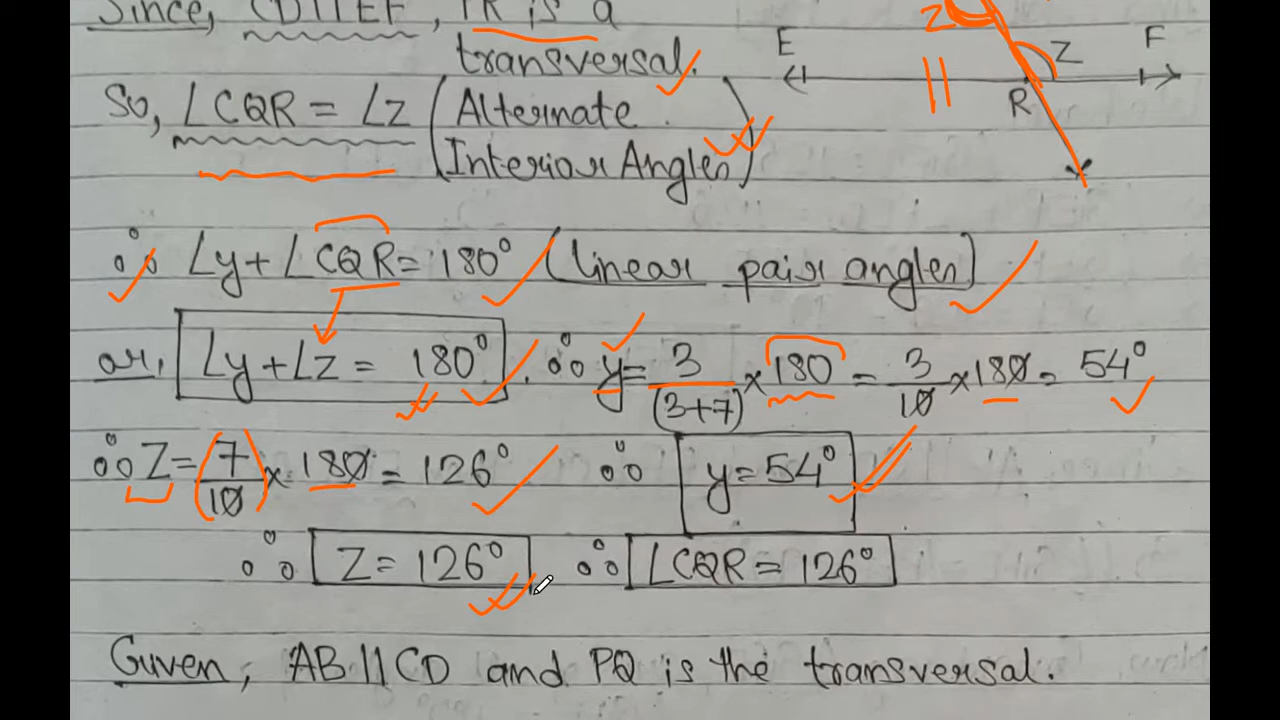 Since, CD||EF, PR is a
transversal.
So, ∠CQR = ∠z (Alternate
Interior Angles)
∴ ∠y + ∠CQR = 180° (linear pair angles)
or, ∠y + ∠z = 180°. ∴ y = 3/(3+7) × 180 = 3/10 × 180 = 54°
∴ Z = (7/10) × 180 = 126° ∴ y = 54°
∴ Z = 126°, ∴ ∠CQR = 126°
Given, AB || CD and PQ is the transversal.
E
Z
F
R
Z